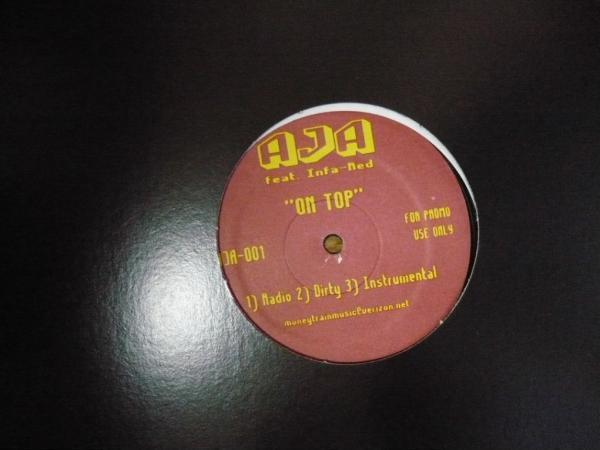 AJA
feat. Infa-Red
"ON TOP"
FOR PROMO
USE ONLY
JA-001
1) Radio 2) Dirty 3) Instrumental
moneytrainmusic@verizon.net